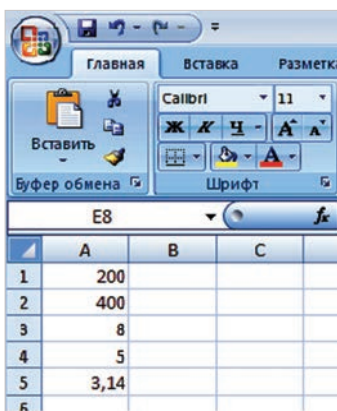 Главная Вставка Разметка
Calibri 11
Вставить Ж К Ч А А
А
Буфер обмена Шрифт
E8 fx
A B C
1 200
2 400
3 8
4 5
5 3,14
6